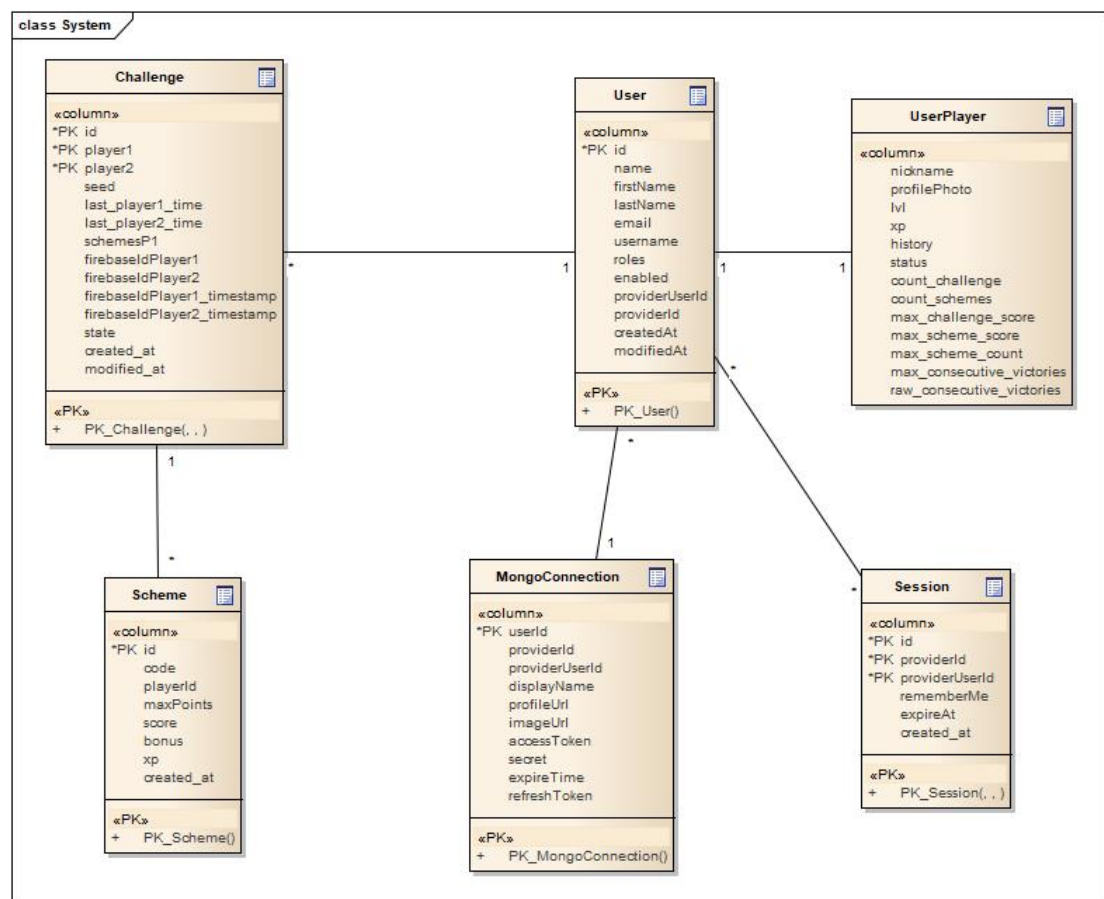 class System
Challenge
«column»
*PK id
*PK player1
*PK player2
seed
last_player1_time
last_player2_time
schemesP1
firebaseIdPlayer1
firebaseIdPlayer2
firebaseIdPlayer1_timestamp
firebaseIdPlayer2_timestamp
state
created_at
modified_at
«PK»
+ PK_Challenge(, , )
User
«column»
*PK id
name
firstName
lastName
email
username
roles
enabled
providerUserId
providerId
createdAt
modifiedAt
«PK»
+ PK_User()
UserPlayer
«column»
nickname
profilePhoto
lvl
xp
history
status
count_challenge
count_schemes
max_challenge_score
max_scheme_score
max_scheme_count
max_consecutive_victories
raw_consecutive_victories
*
1
1
1
1
*
*
1
*
*
Scheme
«column»
*PK id
code
playerId
maxPoints
score
bonus
xp
created_at
«PK»
+ PK_Scheme()
MongoConnection
«column»
*PK userId
providerId
providerUserId
displayName
profileUrl
imageUrl
accessToken
secret
expireTime
refreshToken
«PK»
+ PK_MongoConnection()
Session
«column»
*PK id
*PK providerId
*PK providerUserId
rememberMe
expireAt
created_at
«PK»
+ PK_Session(, , )